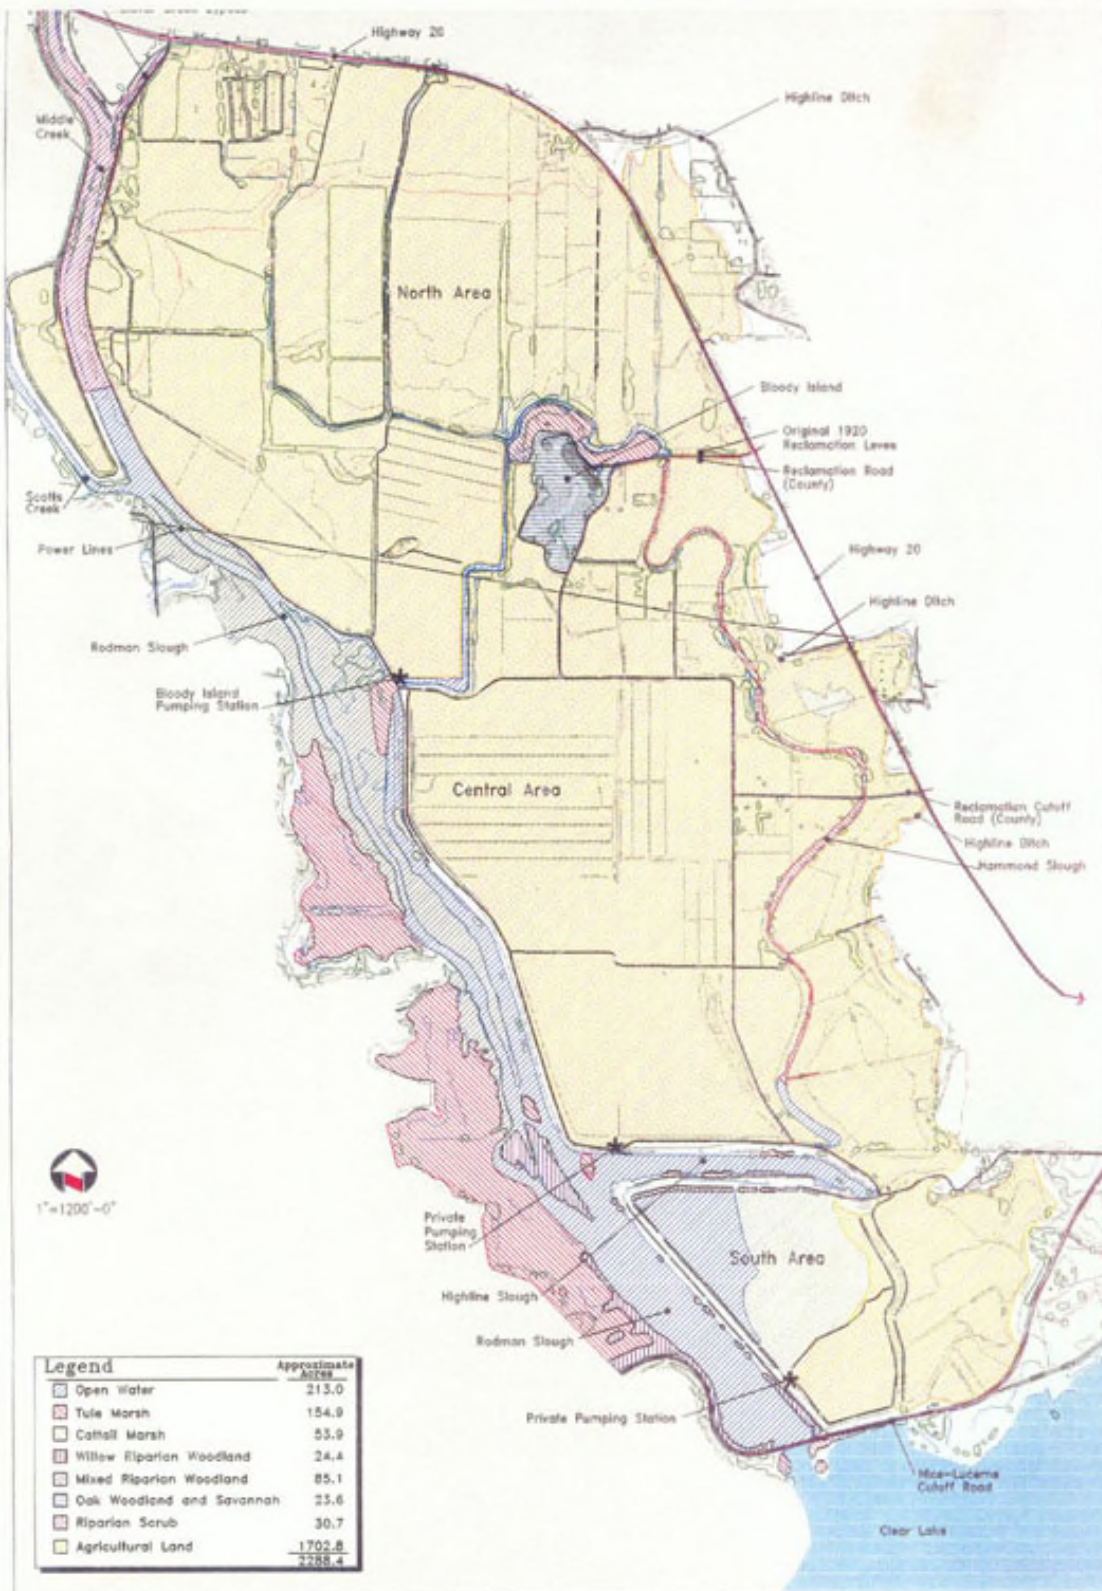 Highway 20
Highline Ditch
Middle
Creek
North Area
Bloody Island
Original 1920
Reclamation Levee
Reclamation Road
(County)
Scotts
Creek
Power Lines
Highway 20
Highline Ditch
Rodman Slough
Bloody Island
Pumping Station
Central Area
Reclamation Cutoff
Road (County)
Highline Ditch
Hammond Slough
1"=1200'-0"
Private
Pumping
Station
South Area
Highline Slough
Rodman Slough
Private Pumping Station
Nice-Lucerne
Cutoff Road
Clear Lake
Legend Approximate Acres
Open Water 213.0
Tule Marsh 154.9
Cattail Marsh 53.9
Willow Riparian Woodland 24.4
Mixed Riparian Woodland 85.1
Oak Woodland and Savannah 23.6
Riparian Scrub 30.7
Agricultural Land 1702.8
2288.4